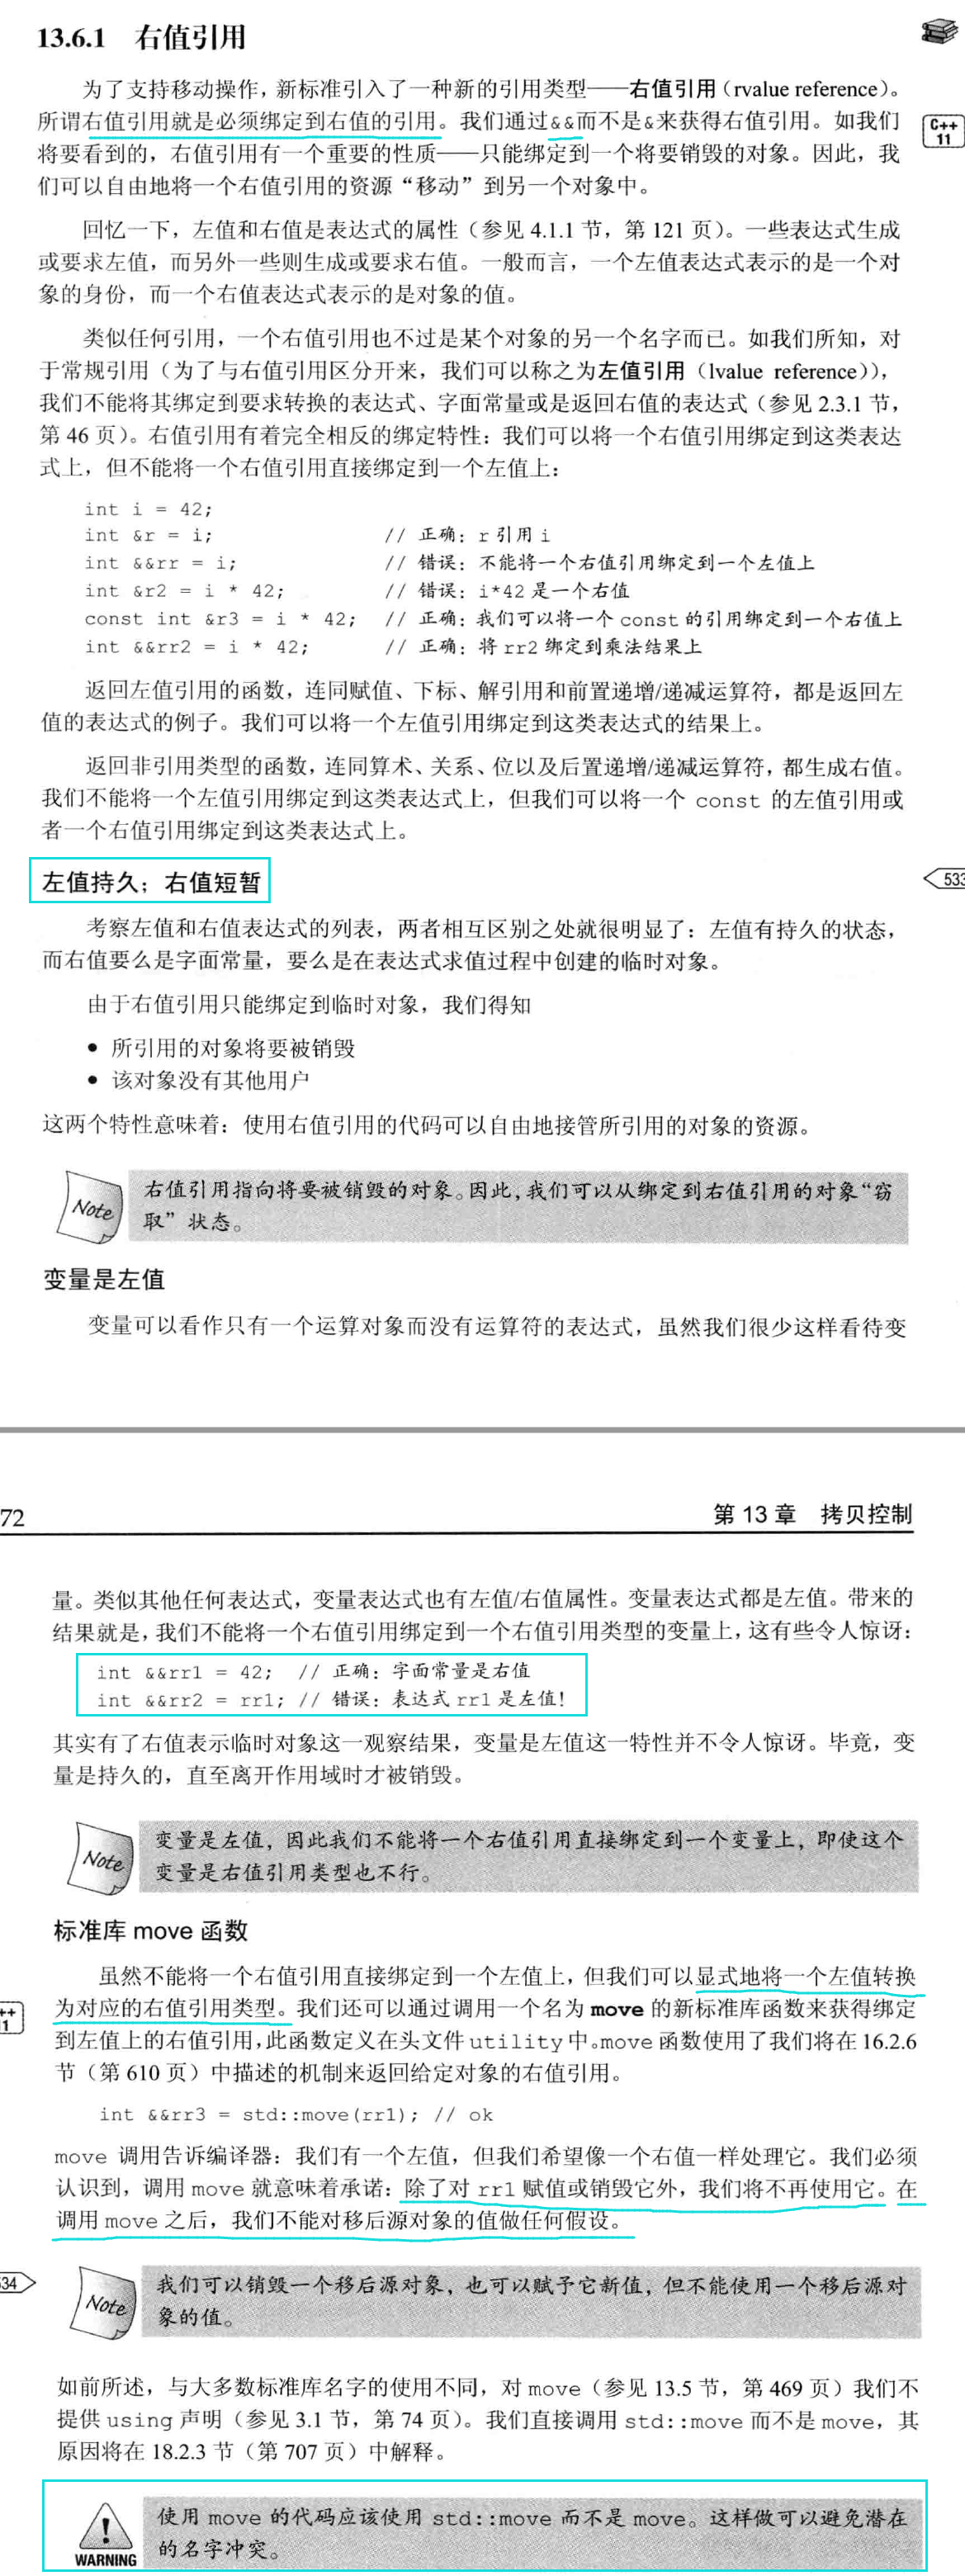 13.6.1 右值引用
为了支持移动操作，新标准引入了一种新的引用类型——右值引用（rvalue reference）。
所谓右值引用就是必须绑定到右值的引用。我们通过&&而不是&来获得右值引用。如我们
C++
11
将要看到的，右值引用有一个重要的性质——只能绑定到一个将要销毁的对象。因此，我
们可以自由地将一个右值引用的资源“移动”到另一个对象中。
回忆一下，左值和右值是表达式的属性（参见 4.1.1 节，第 121 页）。一些表达式生成
或要求左值，而另外一些则生成或要求右值。一般而言，一个左值表达式表示的是一个对
象的身份，而一个右值表达式表示的是对象的值。
类似任何引用，一个右值引用也不过是某个对象的另一个名字而已。如我们所知，对
于常规引用（为了与右值引用区分开来，我们可以称之为左值引用（lvalue reference）），
我们不能将其绑定到要求转换的表达式、字面常量或是返回右值的表达式（参见 2.3.1 节，
第 46 页）。右值引用有着完全相反的绑定特性：我们可以将一个右值引用绑定到这类表达
式上，但不能将一个右值引用直接绑定到一个左值上：
int i = 42;
int &r = i; // 正确：r 引用 i
int &&rr = i; // 错误：不能将一个右值引用绑定到一个左值上
int &r2 = i * 42; // 错误：i*42 是一个右值
const int &r3 = i * 42; // 正确：我们可以将一个 const 的引用绑定到一个右值上
int &&rr2 = i * 42; // 正确：将 rr2 绑定到乘法结果上
返回左值引用的函数，连同赋值、下标、解引用和前置递增/递减运算符，都是返回左
值的表达式的例子。我们可以将一个左值引用绑定到这类表达式的结果上。
返回非引用类型的函数，连同算术、关系、位以及后置递增/递减运算符，都生成右值。
我们不能将一个左值引用绑定到这类表达式上，但我们可以将一个 const 的左值引用或
者一个右值引用绑定到这类表达式上。
左值持久；右值短暂
533
考察左值和右值表达式的列表，两者相互区别之处就很明显了：左值有持久的状态，
而右值要么是字面常量，要么是在表达式求值过程中创建的临时对象。
由于右值引用只能绑定到临时对象，我们得知
• 所引用的对象将要被销毁
• 该对象没有其他用户
这两个特性意味着：使用右值引用的代码可以自由地接管所引用的对象的资源。
Note
右值引用指向将要被销毁的对象。因此，我们可以从绑定到右值引用的对象“窃
取”状态。
变量是左值
变量可以看作只有一个运算对象而没有运算符的表达式，虽然我们很少这样看待变
72 第 13 章 拷贝控制
量。类似其他任何表达式，变量表达式也有左值/右值属性。变量表达式都是左值。带来的
结果就是，我们不能将一个右值引用绑定到一个右值引用类型的变量上，这有些令人惊讶：
int &&rr1 = 42; // 正确：字面常量是右值
int &&rr2 = rr1; // 错误：表达式 rr1 是左值！
其实有了右值表示临时对象这一观察结果，变量是左值这一特性并不令人惊讶。毕竟，变
量是持久的，直至离开作用域时才被销毁。
Note
变量是左值，因此我们不能将一个右值引用直接绑定到一个变量上，即使这个
变量是右值引用类型也不行。
标准库 move 函数
虽然不能将一个右值引用直接绑定到一个左值上，但我们可以显式地将一个左值转换
为对应的右值引用类型。我们还可以通过调用一个名为 move 的新标准库函数来获得绑定
++
1
到左值上的右值引用，此函数定义在头文件 utility 中。move 函数使用了我们将在 16.2.6
节（第 610 页）中描述的机制来返回给定对象的右值引用。
int &&rr3 = std::move(rr1); // ok
move 调用告诉编译器：我们有一个左值，但我们希望像一个右值一样处理它。我们必须
认识到，调用 move 就意味着承诺：除了对 rr1 赋值或销毁它外，我们将不再使用它。在
调用 move 之后，我们不能对移后源对象的值做任何假设。
34
Note
我们可以销毁一个移后源对象，也可以赋予它新值，但不能使用一个移后源对
象的值。
如前所述，与大多数标准库名字的使用不同，对 move（参见 13.5 节，第 469 页）我们不
提供 using 声明（参见 3.1 节，第 74 页）。我们直接调用 std::move 而不是 move，其
原因将在 18.2.3 节（第 707 页）中解释。
WARNING
使用 move 的代码应该使用 std::move 而不是 move。这样做可以避免潜在
的名字冲突。